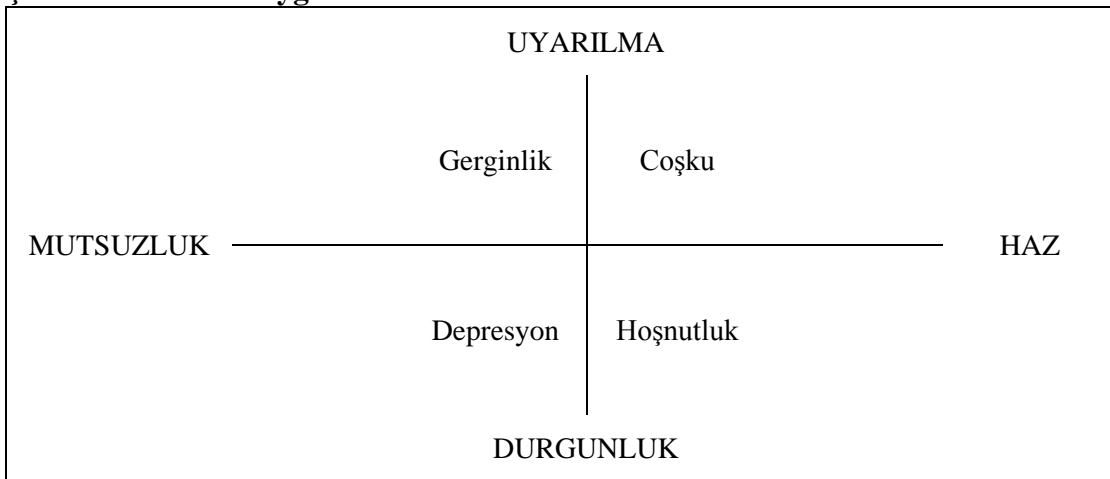 UYARILMA
Gerginlik Coşku
MUTSUZLUK HAZ
Depresyon Hoşnutluk
DURGUNLUK